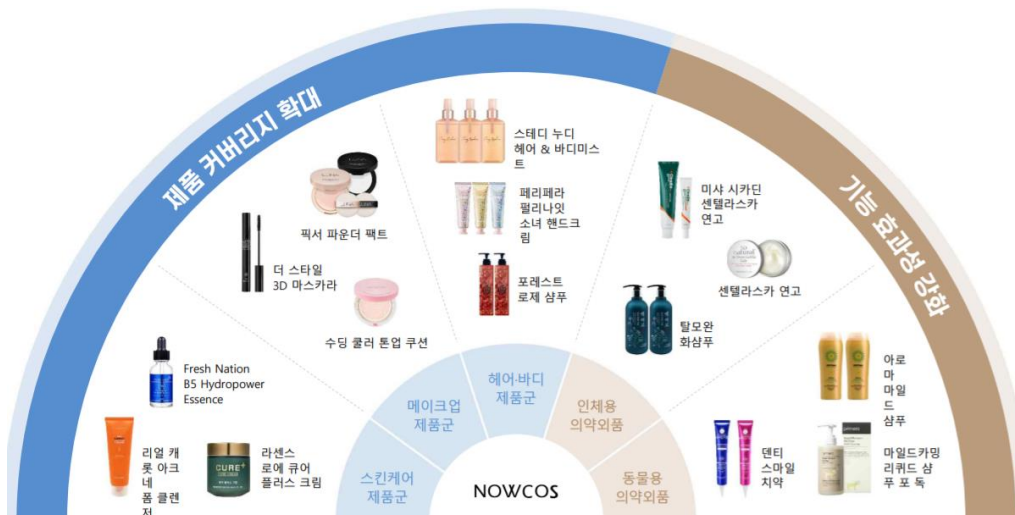 제품 커버리지 확대
기능 효과성 강화
스테디 누디
헤어 & 바디미스
트
페리페라
펄리나잇
소녀 핸드크
림
포레스트
로제 샴푸
픽서 파운더 팩트
더 스타일
3D 마스카라
수딩 쿨러 톤업 쿠션
미샤 시카딘
센텔라스카
연고
센텔라스카 연고
탈모완
화샴푸
Fresh Nation
B5 Hydropower
Essence
리얼 캐
롯 아크
네
폼 클렌
저
CURE+
라센스
로에 큐어
플러스 크림
아로
마
마일
드
샴푸
덴티
스마일
치약
마일드카밍
리퀴드 샴
푸 포 독
스킨케어
제품군
메이크업
제품군
헤어·바디
제품군
인체용
의약외품
동물용
의약외품
NOWCOS